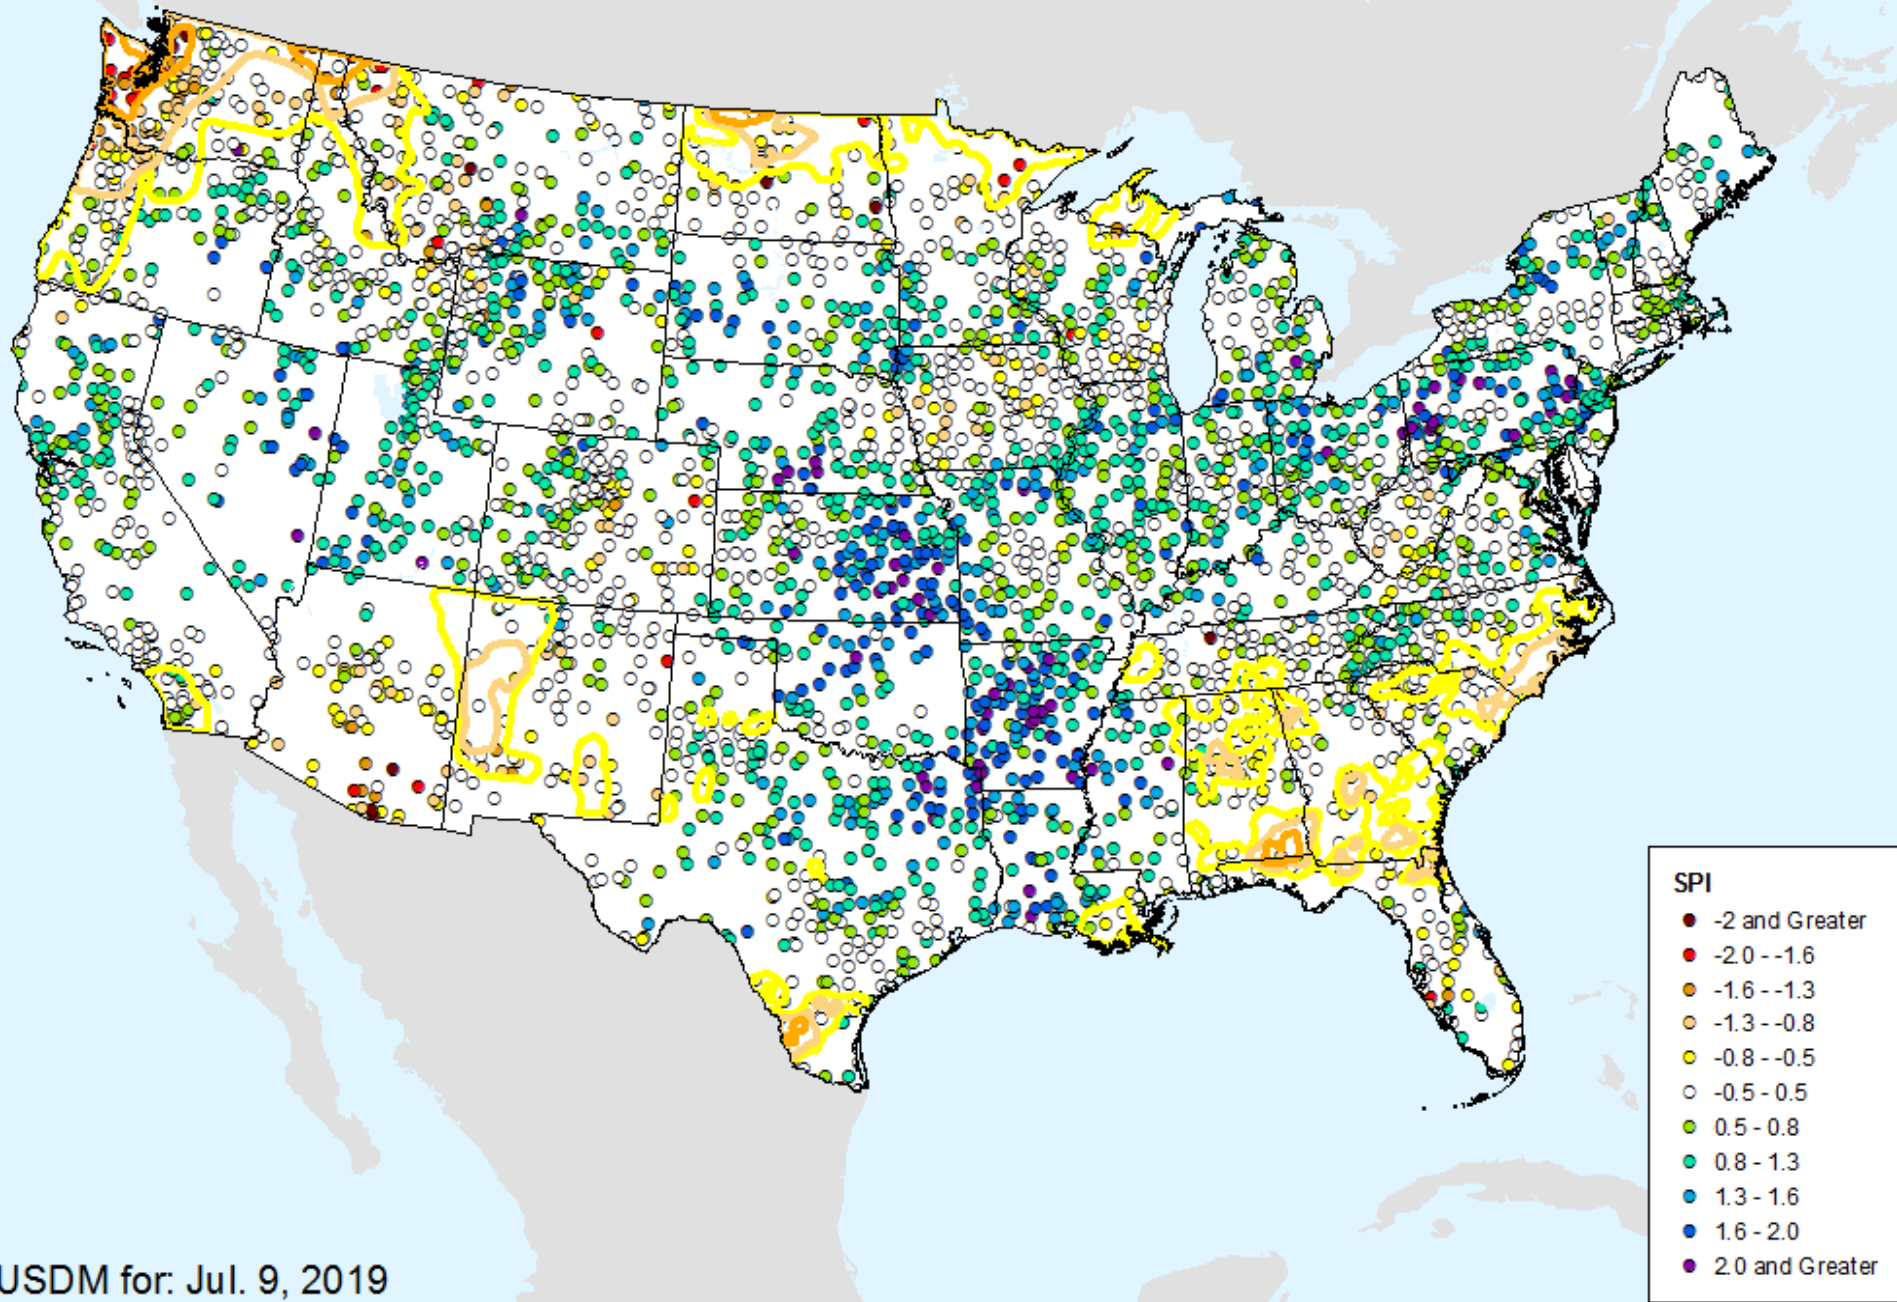 SPI
-2 and Greater
-2.0 - -1.6
-1.6 - -1.3
-1.3 - -0.8
-0.8 - -0.5
-0.5 - 0.5
0.5 - 0.8
0.8 - 1.3
1.3 - 1.6
1.6 - 2.0
2.0 and Greater
USDM for: Jul. 9, 2019